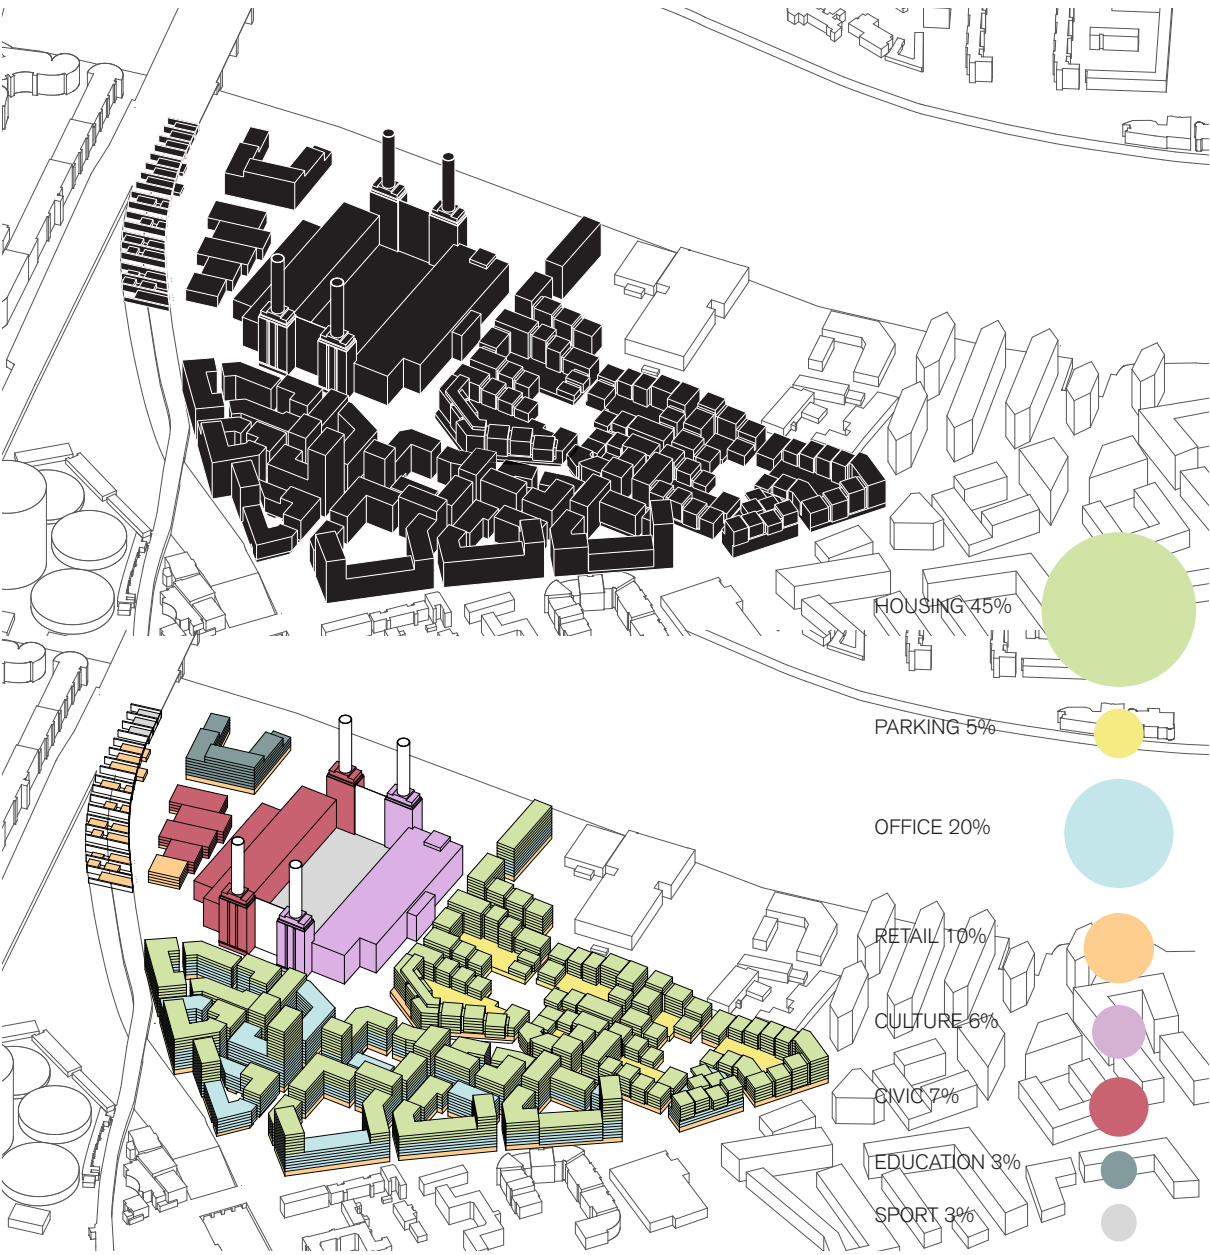 HOUSING 45%
PARKING 5%
OFFICE 20%
RETAIL 10%
CULTURE 6%
CIVIC 7%
EDUCATION 3%
SPORT 3%